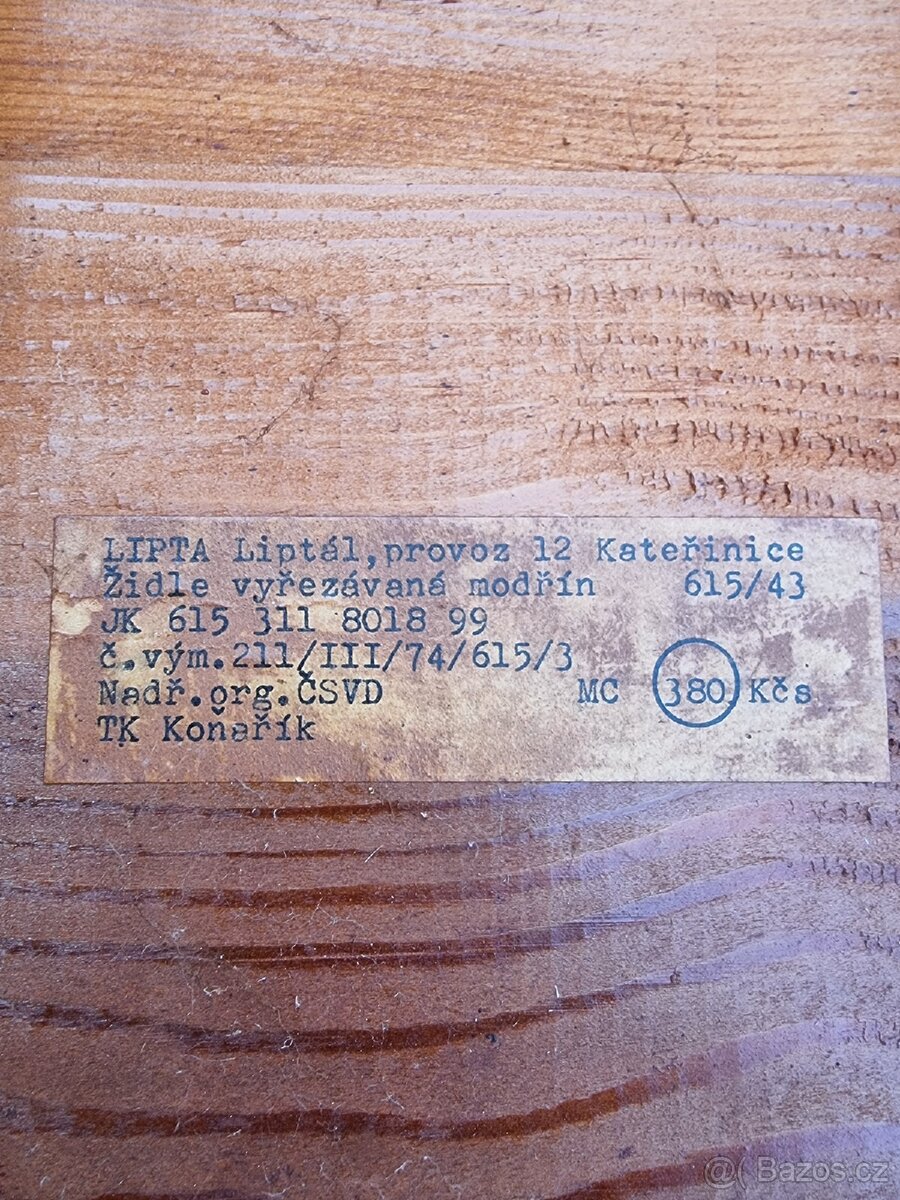 LIPTA Liptál,provoz 12 Kateřinice
Židle vyřezávaná modřín 615/43
JK 615 311 8018 99
č.vým.211/III/74/615/3
Nadř.org.ČSVD MC 380 Kčs
TK Konařík
@( Bazos.cz